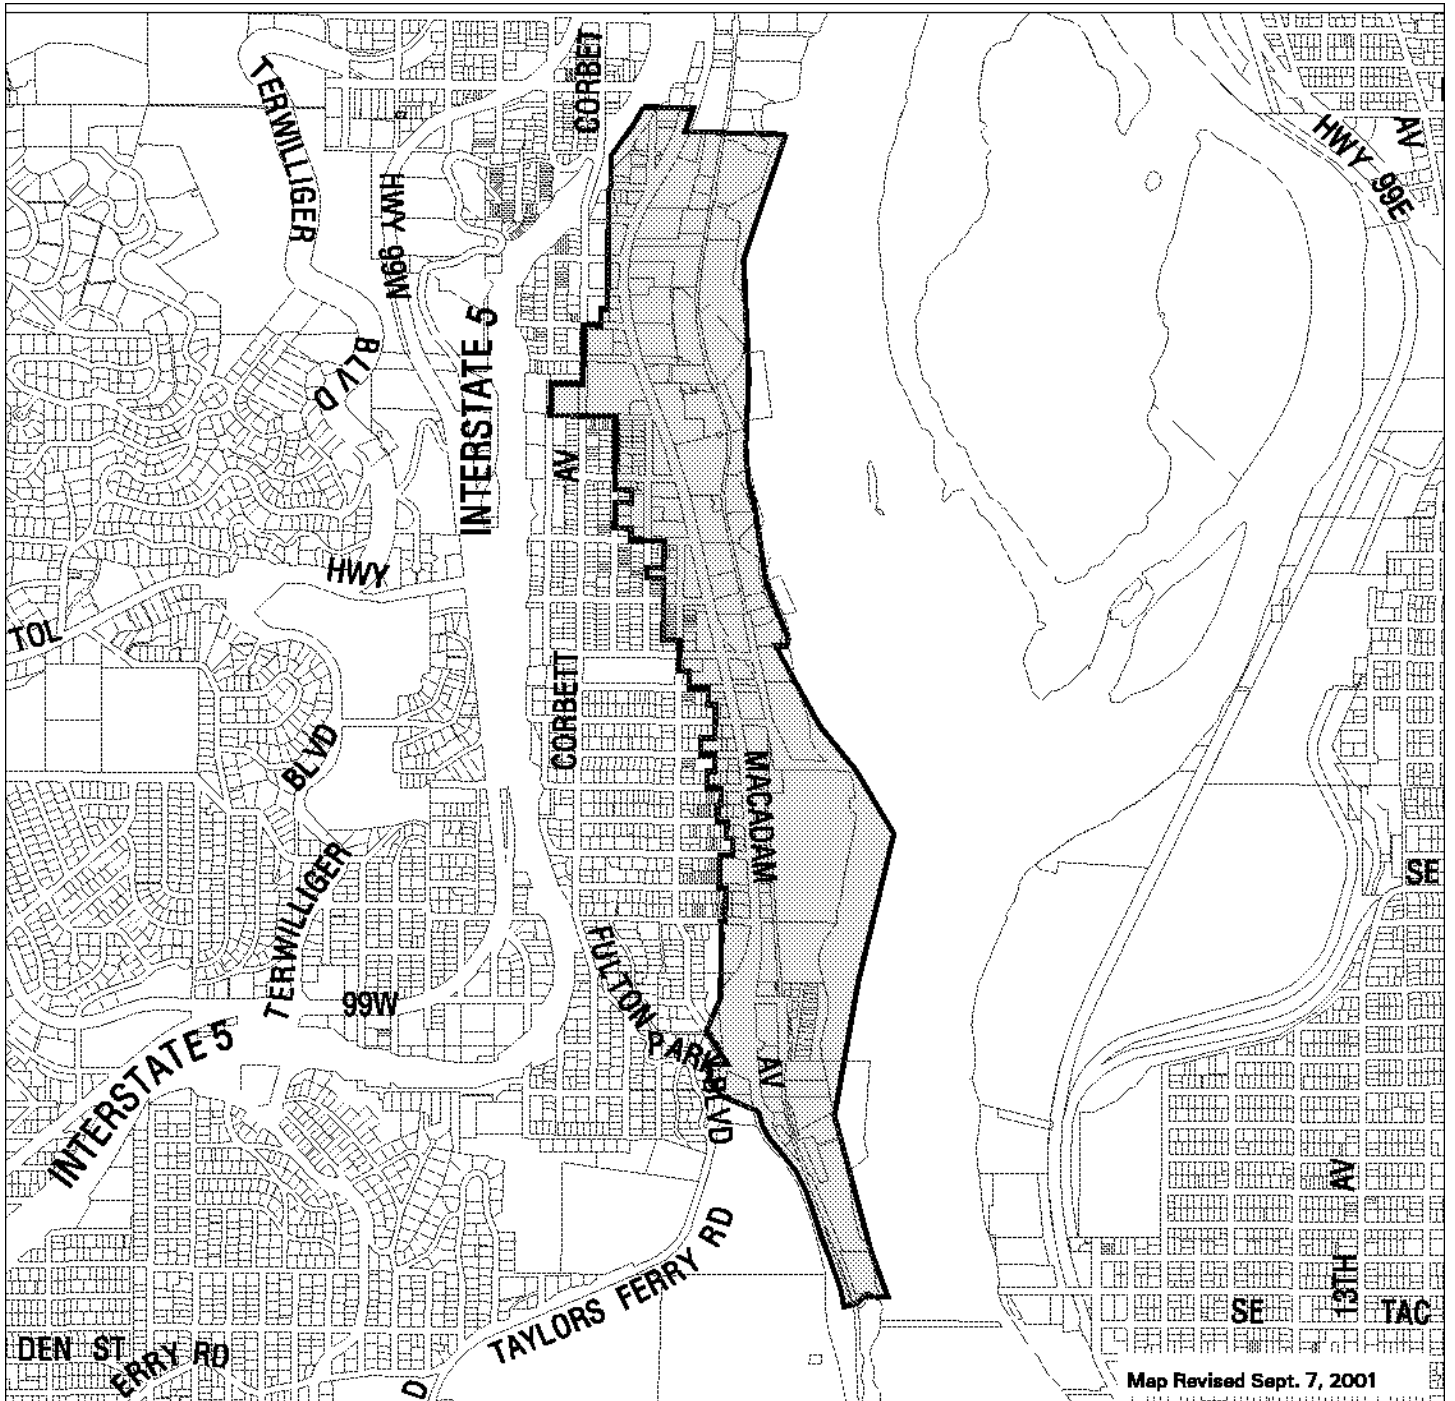 CORBET
TERWILLIGER
HWY 99W
HWY 99E
AV
BLVD
INTERSTATE 5
AV
HWY
TOL
CORBETT
BLVD
MACADAM
TERWILLIGER
SE
FULTON
PARK
BLVD
99W
AV
INTERSTATE 5
AV
13TH
TAYLORS FERRY RD
SE
TAC
DEN ST
ERRY RD
D
Map Revised Sept. 7, 2001